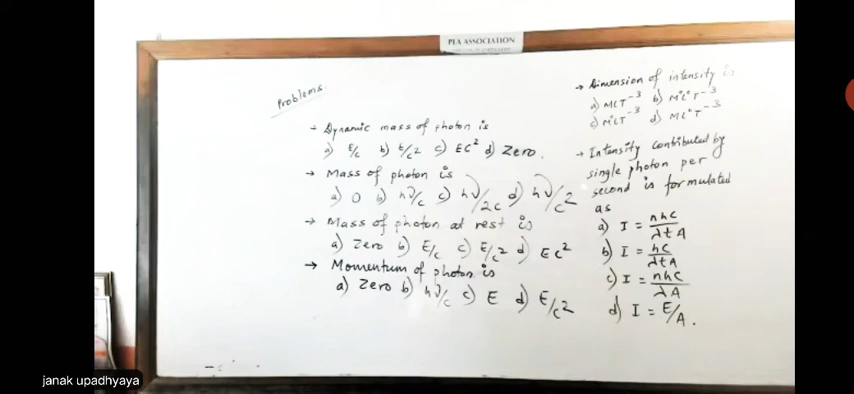 PEA ASSOCIATION
Problems.
→ Dynamic mass of photon is
a) E/c b) E/c2 c) EC2 d) Zero.
→ Mass of photon is
a) 0 b) hν/c c) hν/2c d) hν/c2
→ Mass of photon at rest is
a) Zero b) E/c c) E/c2 d) EC2
→ Momentum of photon is
a) Zero b) hν/c c) E d) E/c2
→ Dimension of intensity is
a) MLT-3 b) M°L°T-3
c) M°LT-3 d) ML°T-3
→ Intensity contributed by
single photon per
second is formulated
as
a) I = nhc/λtA
b) I = hc/λtA
c) I = nhc/λA
d) I = E/A.
janak upadhyaya